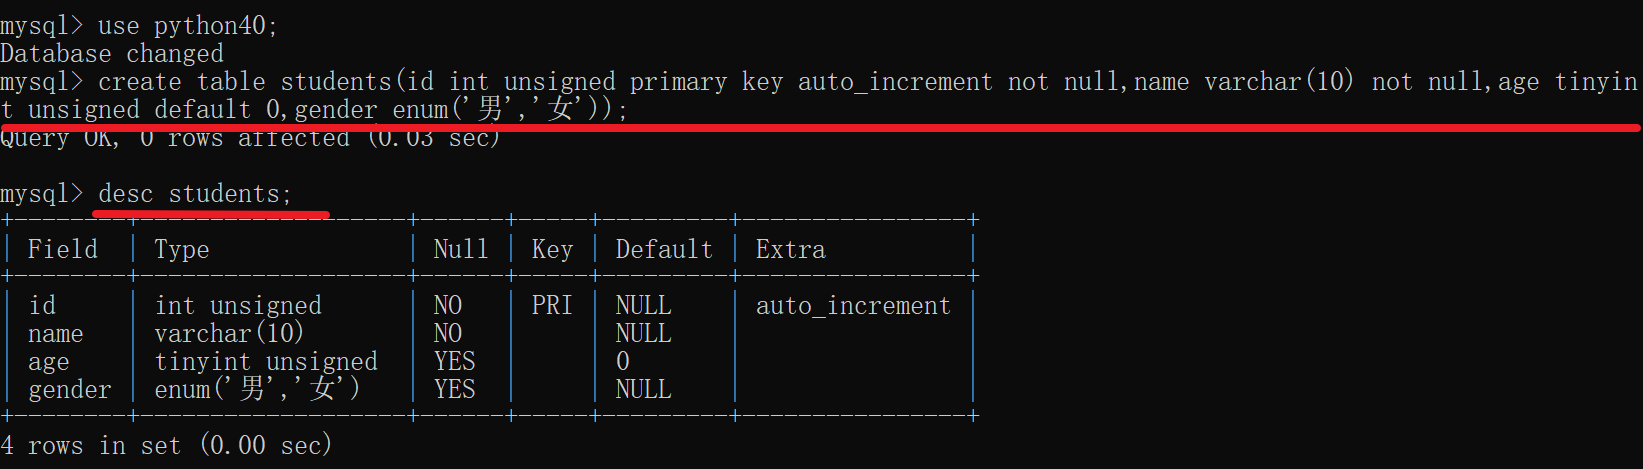 mysql> use python40;
Database changed
mysql> create table students(id int unsigned primary key auto_increment not null,name varchar(10) not null,age tinyin
t unsigned default 0,gender enum('男','女'));
Query OK, 0 rows affected (0.03 sec)
mysql> desc students;
+--------+-------------------+------+-----+---------+----------------+
| Field | Type | Null | Key | Default | Extra |
+--------+-------------------+------+-----+---------+----------------+
| id | int unsigned | NO | PRI | NULL | auto_increment |
| name | varchar(10) | NO | | NULL | |
| age | tinyint unsigned | YES | | 0 | |
| gender | enum('男','女') | YES | | NULL | |
+--------+-------------------+------+-----+---------+----------------+
4 rows in set (0.00 sec)